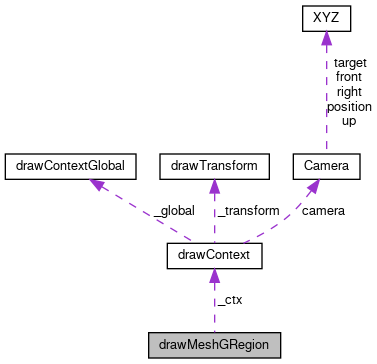 XYZ
target
front
right
position
up
drawContextGlobal
drawTransform
Camera
_global
_transform
camera
drawContext
_ctx
drawMeshGRegion